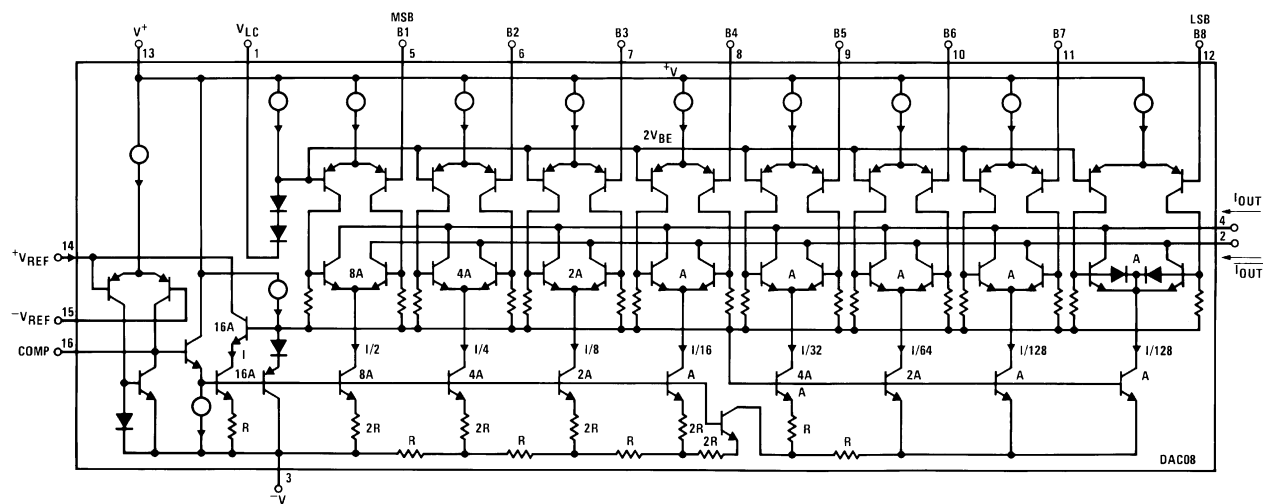 V+ VLC MSB B1 B2 B3 B4 B5 B6 B7 LSB B8
13 1 5 6 7 8 9 10 11 12
+V
2VBE
IOUT
4
2
IOUT
14 +VREF
8A 4A 2A A A A A A
15 −VREF
16A
16 COMP
I I/2 I/4 I/8 I/16 I/32 I/64 I/128 I/128
16A 8A 4A 2A A 4A 2A A A
A
R 2R 2R 2R 2R 2R R
R R R R
3
−V
DAC08